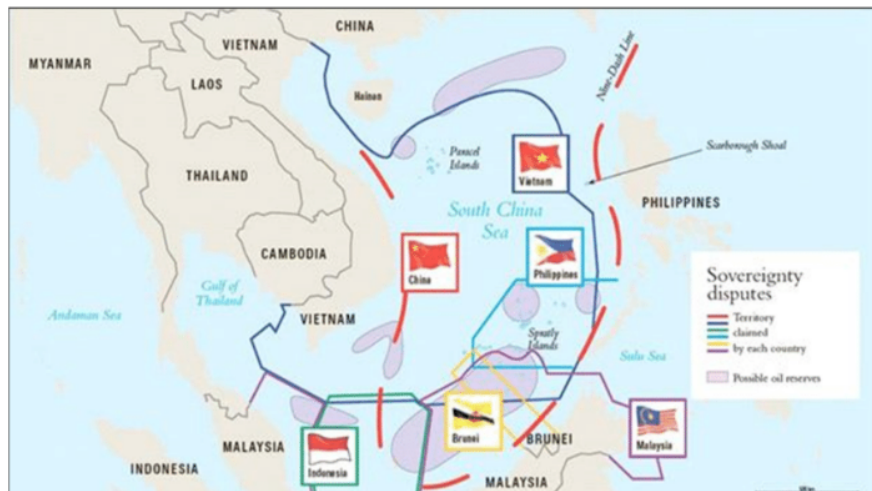 CHINA
VIETNAM
MYANMAR
LAOS
Hainan
Nine-Dash Line
Paracel
Islands
Scarborough Shoal
THAILAND
Vietnam
PHILIPPINES
South China
Sea
CAMBODIA
China
Philippines
Gulf of
Thailand
Andaman Sea
VIETNAM
Spratly
Islands
Sulu Sea
Sovereignty
disputes
Territory
claimed
by each country
Possible oil reserves
MALAYSIA
Brunei
BRUNEI
Malaysia
INDONESIA
Indonesia
MALAYSIA